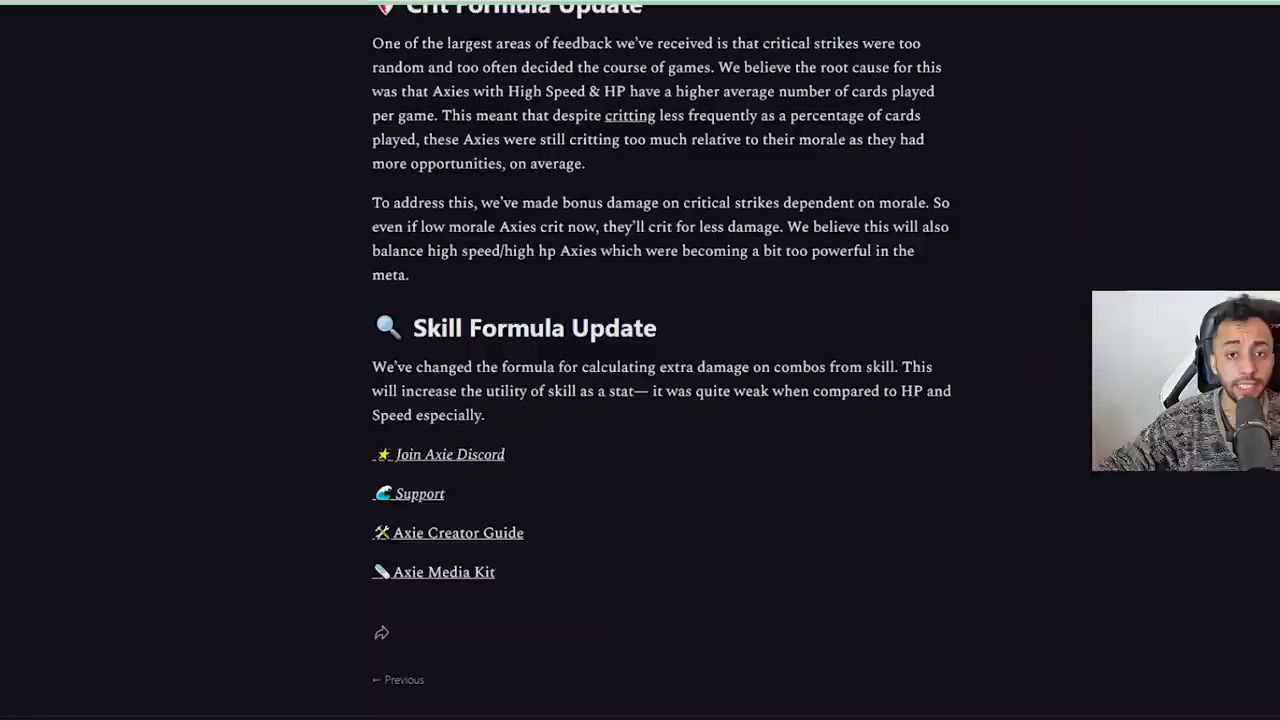 Crit Formula Update
One of the largest areas of feedback we’ve received is that critical strikes were too
random and too often decided the course of games. We believe the root cause for this
was that Axies with High Speed & HP have a higher average number of cards played
per game. This meant that despite critting less frequently as a percentage of cards
played, these Axies were still critting too much relative to their morale as they had
more opportunities, on average.
To address this, we’ve made bonus damage on critical strikes dependent on morale. So
even if low morale Axies crit now, they’ll crit for less damage. We believe this will also
balance high speed/high hp Axies which were becoming a bit too powerful in the
meta.
Skill Formula Update
We’ve changed the formula for calculating extra damage on combos from skill. This
will increase the utility of skill as a stat— it was quite weak when compared to HP and
Speed especially.
Join Axie Discord
Support
Axie Creator Guide
Axie Media Kit
← Previous